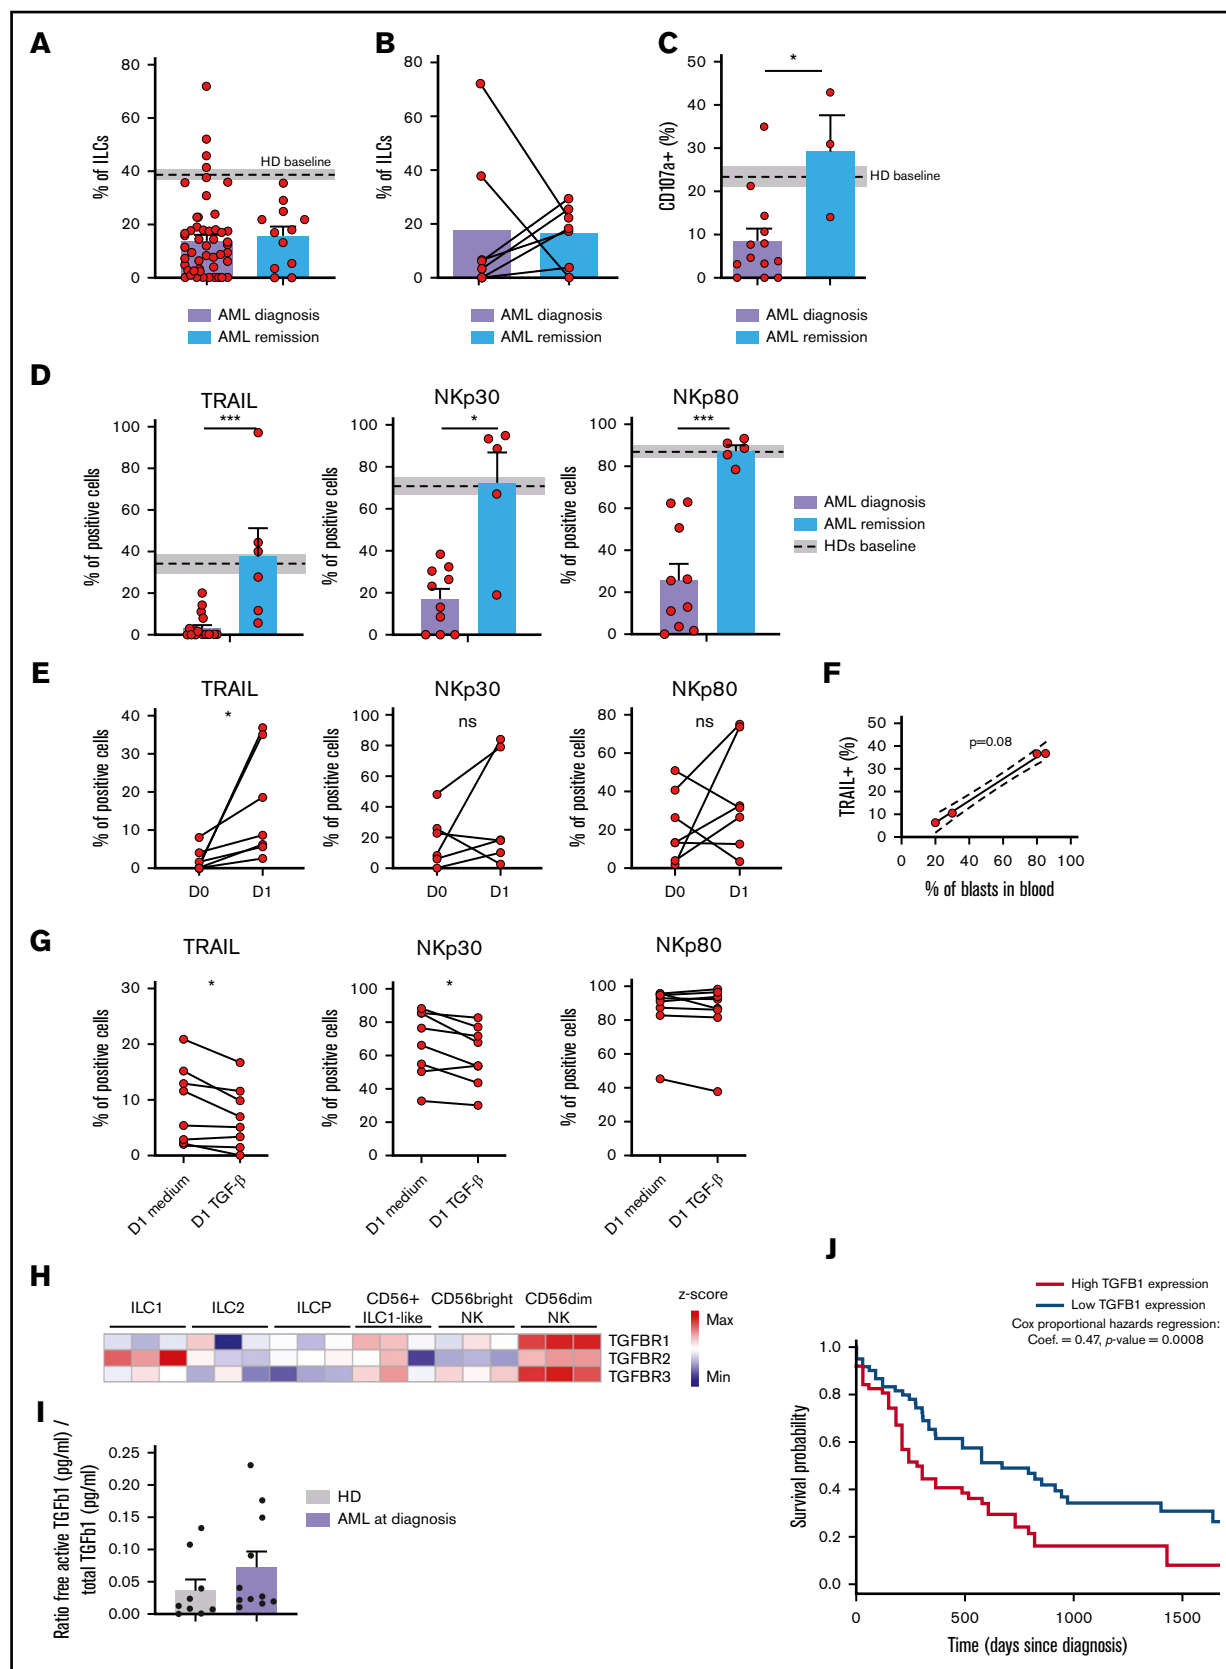 A
B
C
80
60
40
20
0
% of ILCs
HD baseline
AML diagnosis
AML remission
80
60
40
20
0
% of ILCs
AML diagnosis
AML remission
50
40
30
20
10
0
CD107a+ (%)
*
HD baseline
AML diagnosis
AML remission
D
TRAIL
***
100
80
60
40
20
0
% of positive cells
NKp30
*
100
80
60
40
20
0
% of positive cells
NKp80
***
100
80
60
40
20
0
% of positive cells
AML diagnosis
AML remission
HDs baseline
E
TRAIL
*
40
30
20
10
0
% of positive cells
D0 D1
NKp30
ns
100
80
60
40
20
0
% of positive cells
D0 D1
NKp80
ns
80
60
40
20
0
% of positive cells
D0 D1
F
50
40
30
20
10
0
TRAIL+ (%)
p=0.08
0 20 40 60 80 100
% of blasts in blood
G
TRAIL
*
30
20
10
0
% of positive cells
D1 medium
D1 TGF-β
NKp30
*
100
80
60
40
20
0
% of positive cells
D1 medium
D1 TGF-β
NKp80
100
80
60
40
20
0
% of positive cells
D1 medium
D1 TGF-β
H
ILC1 ILC2 ILCP CD56+ ILC1-like CD56bright NK CD56dim NK
TGFBR1
TGFBR2
TGFBR3
z-score
Max
Min
I
0.25
0.20
0.15
0.10
0.05
0.00
Ratio free active TGFb1 (pg/ml) /
total TGFb1 (pg/ml)
HD
AML at diagnosis
J
High TGFB1 expression
Low TGFB1 expression
Cox proportional hazards regression:
Coef. = 0.47, p-value = 0.0008
1.0
0.8
0.6
0.4
0.2
0.0
Survival probability
0 500 1000 1500
Time (days since diagnosis)